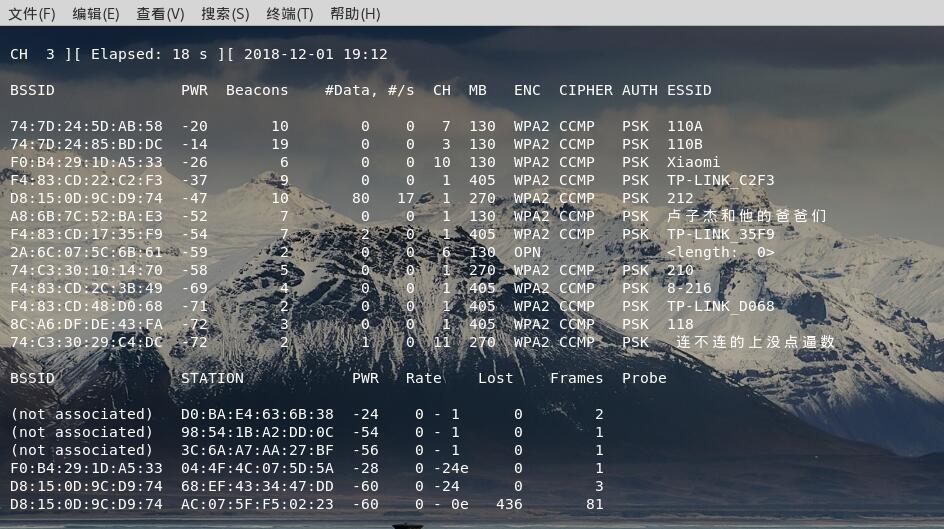 文件(F) 编辑(E) 查看(V) 搜索(S) 终端(T) 帮助(H)
CH 3 ][ Elapsed: 18 s ][ 2018-12-01 19:12
BSSID PWR Beacons #Data, #/s CH MB ENC CIPHER AUTH ESSID
74:7D:24:5D:AB:58 -20 10 0 0 7 130 WPA2 CCMP PSK 110A
74:7D:24:85:BD:DC -14 19 0 0 3 130 WPA2 CCMP PSK 110B
F0:B4:29:1D:A5:33 -26 6 0 0 10 130 WPA2 CCMP PSK Xiaomi
F4:83:CD:22:C2:F3 -37 9 0 0 1 405 WPA2 CCMP PSK TP-LINK_C2F3
D8:15:0D:9C:D9:74 -47 10 80 17 1 270 WPA2 CCMP PSK 212
A8:6B:7C:52:BA:E3 -52 7 0 0 1 130 WPA2 CCMP PSK 卢子杰和他的爸爸们
F4:83:CD:17:35:F9 -54 7 2 0 1 405 WPA2 CCMP PSK TP-LINK_35F9
2A:6C:07:5C:6B:61 -59 2 0 0 6 130 OPN <length: 0>
74:C3:30:10:14:70 -58 5 0 0 1 270 WPA2 CCMP PSK 210
F4:83:CD:2C:3B:49 -69 4 0 0 1 405 WPA2 CCMP PSK 8-216
F4:83:CD:48:D0:68 -71 2 0 0 1 405 WPA2 CCMP PSK TP-LINK_D068
8C:A6:DF:DE:43:FA -72 3 0 0 1 405 WPA2 CCMP PSK 118
74:C3:30:29:C4:DC -72 2 1 0 11 270 WPA2 CCMP PSK 连不连的上没点逼数
BSSID STATION PWR Rate Lost Frames Probe
(not associated) D0:BA:E4:63:6B:38 -24 0 - 1 0 2
(not associated) 98:54:1B:A2:DD:0C -54 0 - 1 0 1
(not associated) 3C:6A:A7:AA:27:BF -56 0 - 1 0 1
F0:B4:29:1D:A5:33 04:4F:4C:07:5D:5A -28 0 -24e 0 1
D8:15:0D:9C:D9:74 68:EF:43:34:47:DD -60 0 -24 0 3
D8:15:0D:9C:D9:74 AC:07:5F:F5:02:23 -60 0 - 0e 436 81